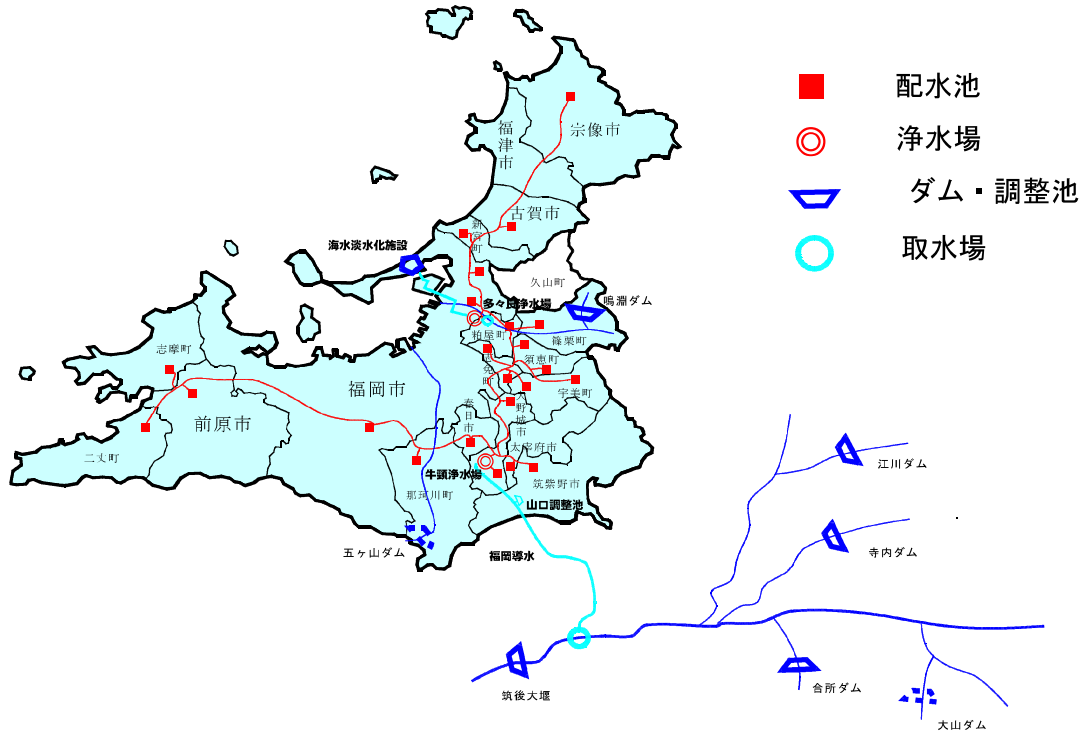 配水池
浄水場
ダム・調整池
取水場
宗像市
福津市
古賀市
新宮町
海水淡水化施設
久山町
鳴淵ダム
多々良浄水場
粕屋町
篠栗町
志免町
須恵町
宇美町
志摩町
福岡市
前原市
二丈町
春日市
大野城市
太宰府市
牛頸浄水場
筑紫野市
那珂川町
山口調整池
五ヶ山ダム
福岡導水
江川ダム
寺内ダム
筑後大堰
合所ダム
大山ダム